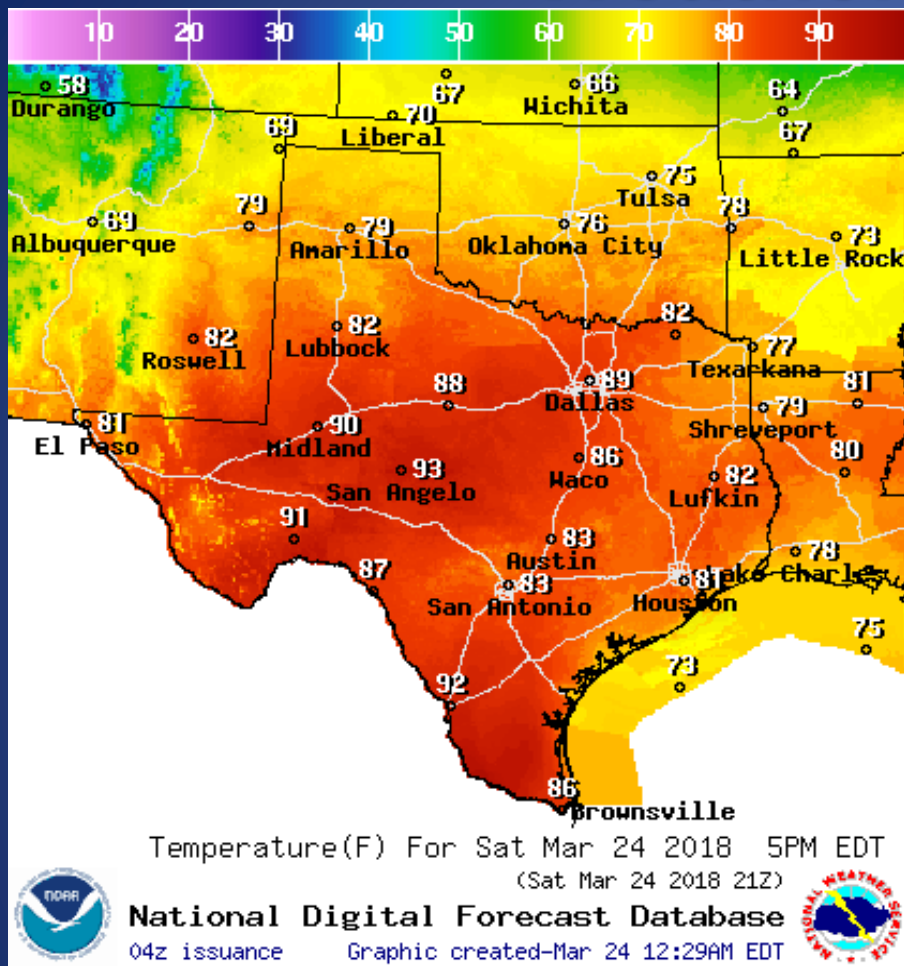 10 20 30 40 50 60 70 80 90
58
Durango
67
66
Wichita
64
70
Liberal
69
67
75
Tulsa
69
Albuquerque
79
79
Amarillo
76
Oklahoma City
78
73
Little Rock
82
Roswell
82
Lubbock
82
77
Texarkana
89
Dallas
88
81
79
Shreveport
81
El Paso
90
Midland
93
San Angelo
86
Waco
82
Lufkin
80
91
83
Austin
78
Lake Charles
87
83
San Antonio
81
Houston
75
73
92
86
Brownsville
Temperature(F) For Sat Mar 24 2018 5PM EDT
(Sat Mar 24 2018 21Z)
NOAA
National Digital Forecast Database
04z issuance Graphic created-Mar 24 12:29AM EDT
NATIONAL WEATHER SERVICE